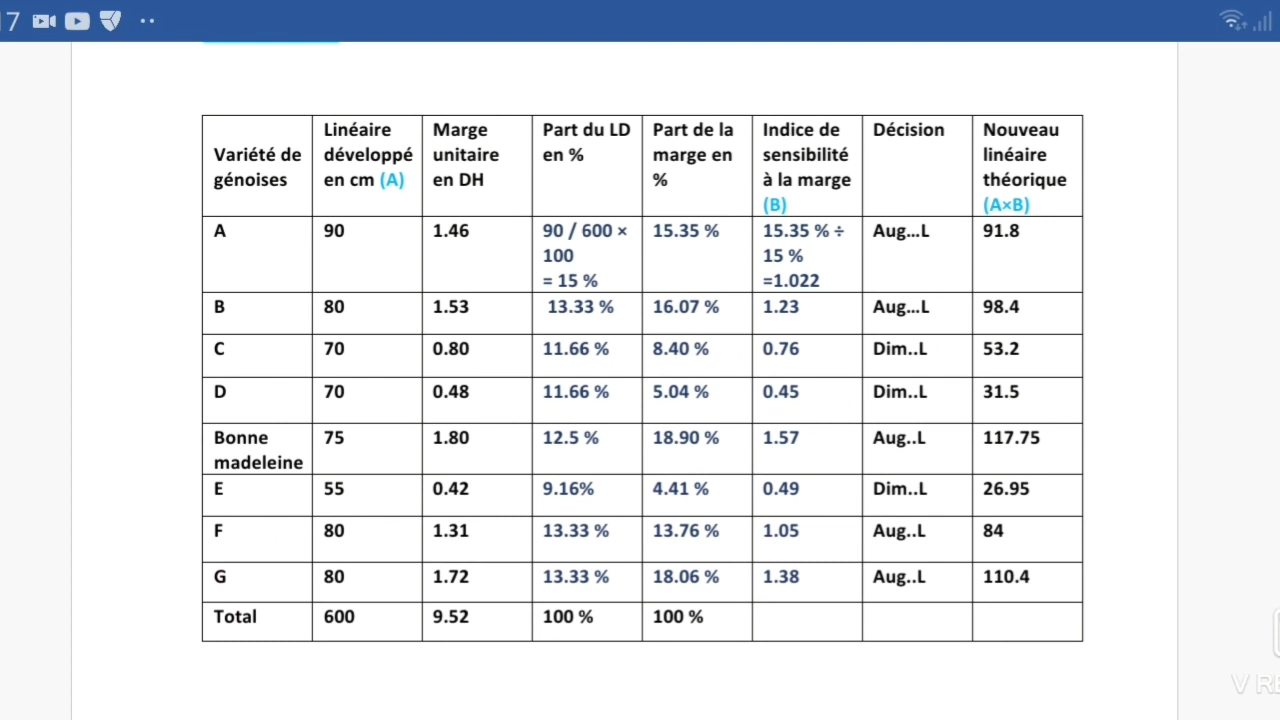 17
Variété de
génoises
Linéaire
développé
en cm (A)
Marge
unitaire
en DH
Part du LD
en %
Part de la
marge en
%
Indice de
sensibilité
à la marge
(B)
Décision
Nouveau
linéaire
théorique
(A×B)
A
90
1.46
90 / 600 ×
100
= 15 %
15.35 %
15.35 % ÷
15 %
=1.022
Aug...L
91.8
B
80
1.53
13.33 %
16.07 %
1.23
Aug...L
98.4
C
70
0.80
11.66 %
8.40 %
0.76
Dim..L
53.2
D
70
0.48
11.66 %
5.04 %
0.45
Dim..L
31.5
Bonne
madeleine
75
1.80
12.5 %
18.90 %
1.57
Aug..L
117.75
E
55
0.42
9.16%
4.41 %
0.49
Dim..L
26.95
F
80
1.31
13.33 %
13.76 %
1.05
Aug..L
84
G
80
1.72
13.33 %
18.06 %
1.38
Aug..L
110.4
Total
600
9.52
100 %
100 %